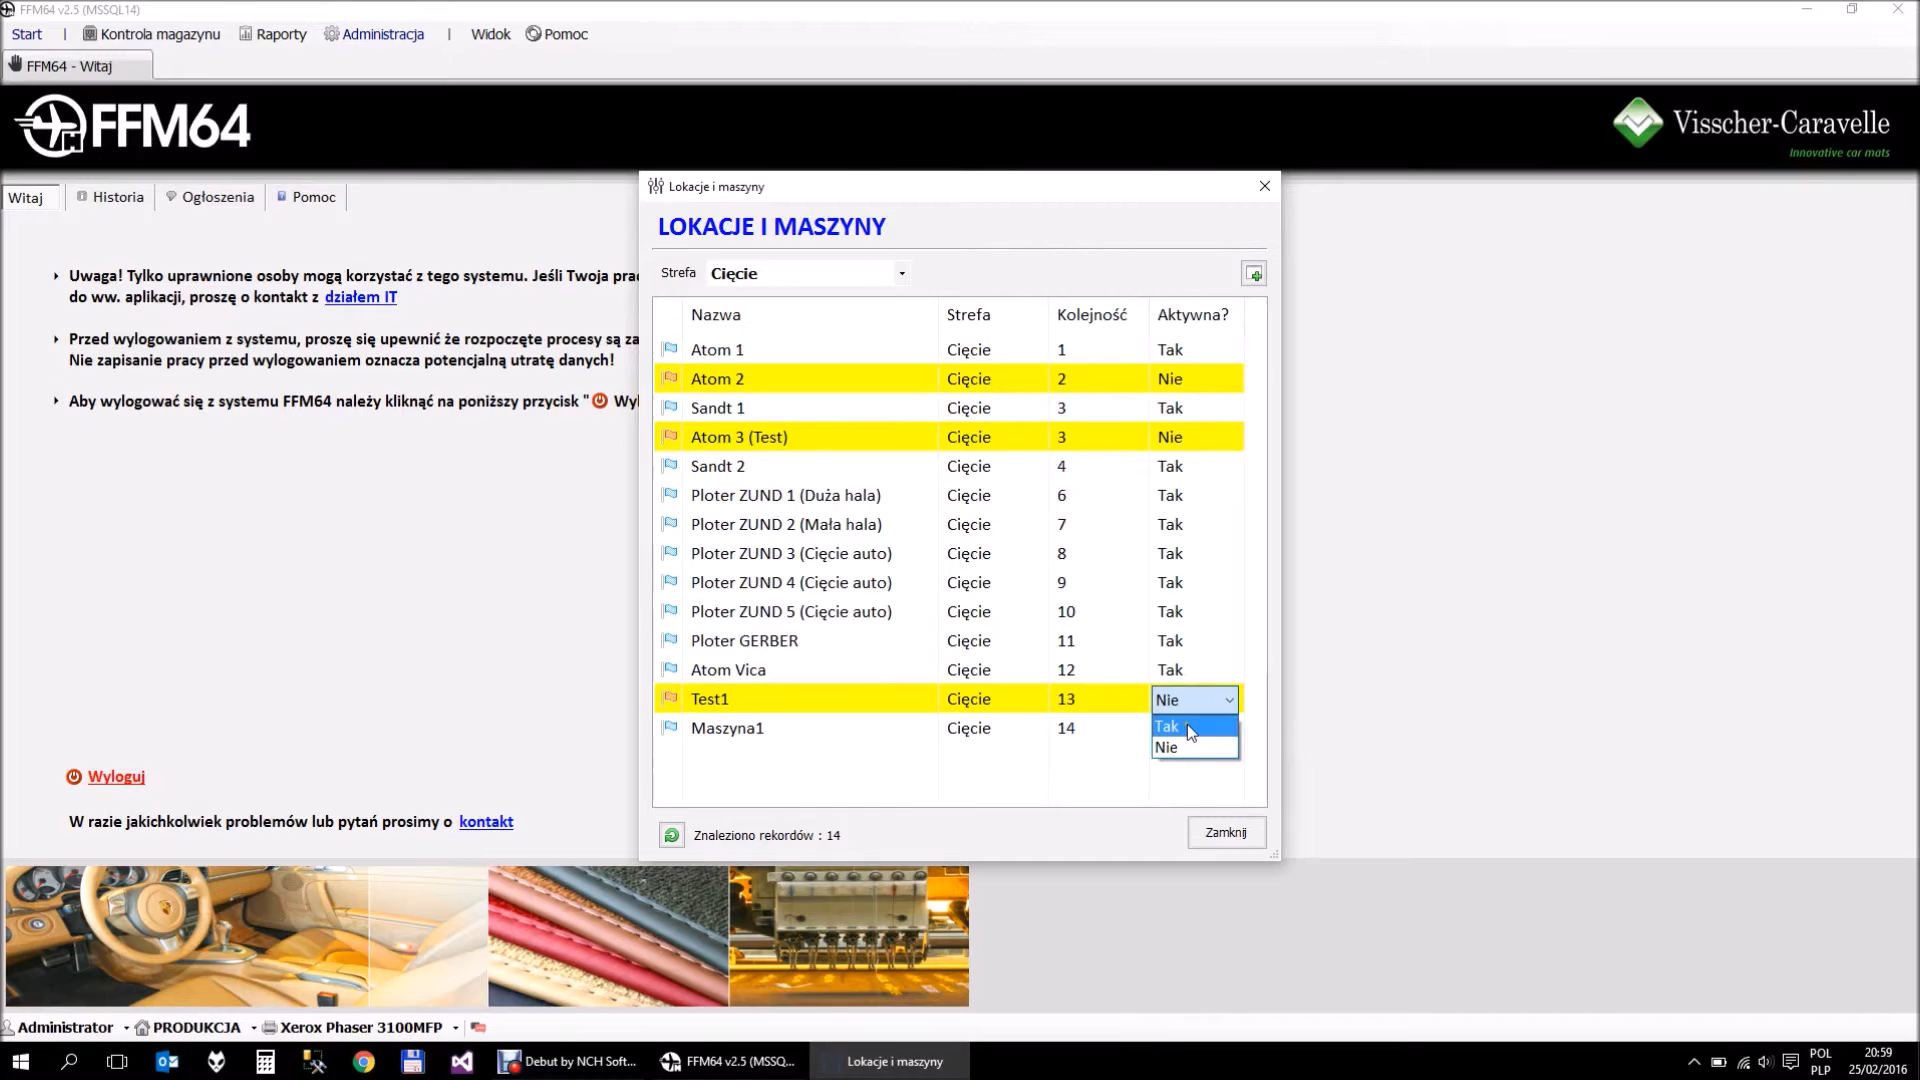 FFM64 v2.5 (MSSQL14)
Start | Kontrola magazynu Raporty Administracja | Widok Pomoc
FFM64 - Witaj
FFM64
Visscher-Caravelle
Innovative car mats
Witaj Historia Ogłoszenia Pomoc
Uwaga! Tylko uprawnione osoby mogą korzystać z tego systemu. Jeśli Twoja pra
do ww. aplikacji, proszę o kontakt z działem IT
Przed wylogowaniem z systemu, proszę się upewnić że rozpoczęte procesy są za
Nie zapisanie pracy przed wylogowaniem oznacza potencjalną utratę danych!
Aby wylogować się z systemu FFM64 należy kliknąć na poniższy przycisk " Wyl
Wyloguj
W razie jakichkolwiek problemów lub pytań prosimy o kontakt
Lokacje i maszyny
LOKACJE I MASZYNY
Strefa Cięcie
Nazwa Strefa Kolejność Aktywna?
Atom 1 Cięcie 1 Tak
Atom 2 Cięcie 2 Nie
Sandt 1 Cięcie 3 Tak
Atom 3 (Test) Cięcie 3 Nie
Sandt 2 Cięcie 4 Tak
Ploter ZUND 1 (Duża hala) Cięcie 6 Tak
Ploter ZUND 2 (Mała hala) Cięcie 7 Tak
Ploter ZUND 3 (Cięcie auto) Cięcie 8 Tak
Ploter ZUND 4 (Cięcie auto) Cięcie 9 Tak
Ploter ZUND 5 (Cięcie auto) Cięcie 10 Tak
Ploter GERBER Cięcie 11 Tak
Atom Vica Cięcie 12 Tak
Test1 Cięcie 13 Nie
Maszyna1 Cięcie 14
Tak
Nie
Znaleziono rekordów : 14
Zamknij
Administrator PRODUKCJA Xerox Phaser 3100MFP
Debut by NCH Soft... FFM64 v2.5 (MSSQ... Lokacje i maszyny
POL
PLP
20:59
25/02/2016